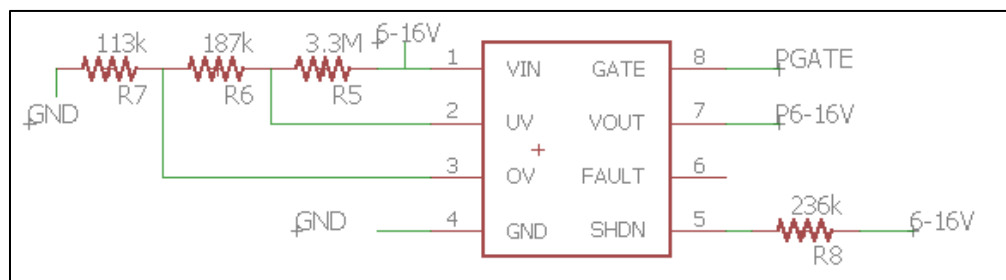 113k 187k 3.3M 6-16V
R7 R6 R5
GND
1 VIN GATE 8 PGATE
2 UV VOUT 7 P6-16V
3 OV FAULT 6
GND 4 GND SHDN 5 236k 6-16V
R8